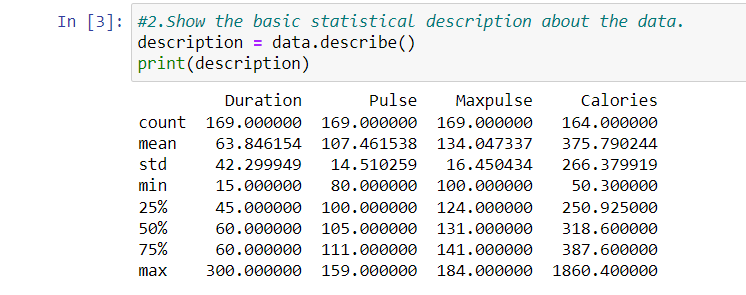 In [3]: #2.Show the basic statistical description about the data.
description = data.describe()
print(description)
Duration Pulse Maxpulse Calories
count 169.000000 169.000000 169.000000 164.000000
mean 63.846154 107.461538 134.047337 375.790244
std 42.299949 14.510259 16.450434 266.379919
min 15.000000 80.000000 100.000000 50.300000
25% 45.000000 100.000000 124.000000 250.925000
50% 60.000000 105.000000 131.000000 318.600000
75% 60.000000 111.000000 141.000000 387.600000
max 300.000000 159.000000 184.000000 1860.400000